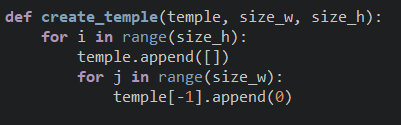 def create_temple(temple, size_w, size_h):
    for i in range(size_h):
        temple.append([])
        for j in range(size_w):
            temple[-1].append(0)